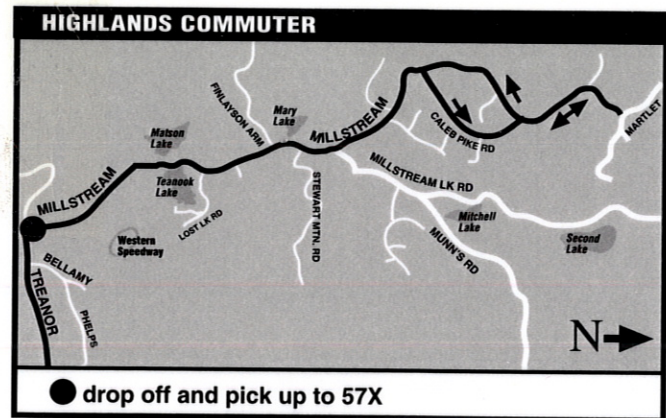 HIGHLANDS COMMUTER
FINLAYSON ARM
Mary
Lake
MILLSTREAM
CALEB PIKE RD
MARTLET
Matson
Lake
MILLSTREAM
Teanook
Lake
LOST LK RD
STEWART MTN. RD
MILLSTREAM LK RD
Mitchell
Lake
MUNN'S RD
Second
Lake
Western
Speedway
BELLAMY
TREANOR
PHELPS
N
drop off and pick up to 57X